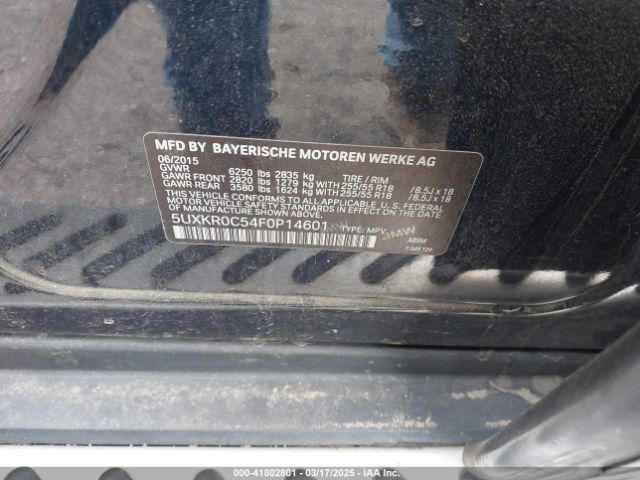 MFD BY BAYERISCHE MOTOREN WERKE AG
06/2015
GVWR 6250 lbs 2835 kg TIRE / RIM
GAWR FRONT 2820 lbs 1279 kg WITH 255/55 R18 /8.5J x 18
GAWR REAR 3580 lbs 1624 kg WITH 255/55 R18 /8.5J x 18
THIS VEHICLE CONFORMS TO ALL APPLICABLE U.S. FEDERAL
MOTOR VEHICLE SAFETY STANDARDS IN EFFECT ON THE
DATE OF MANUFACTURE SHOWN ABOVE.
5UXKR0C54F0P14601
TYPE: MPV
BMW
000-41802801 - 03/17/2025 - IAA Inc.